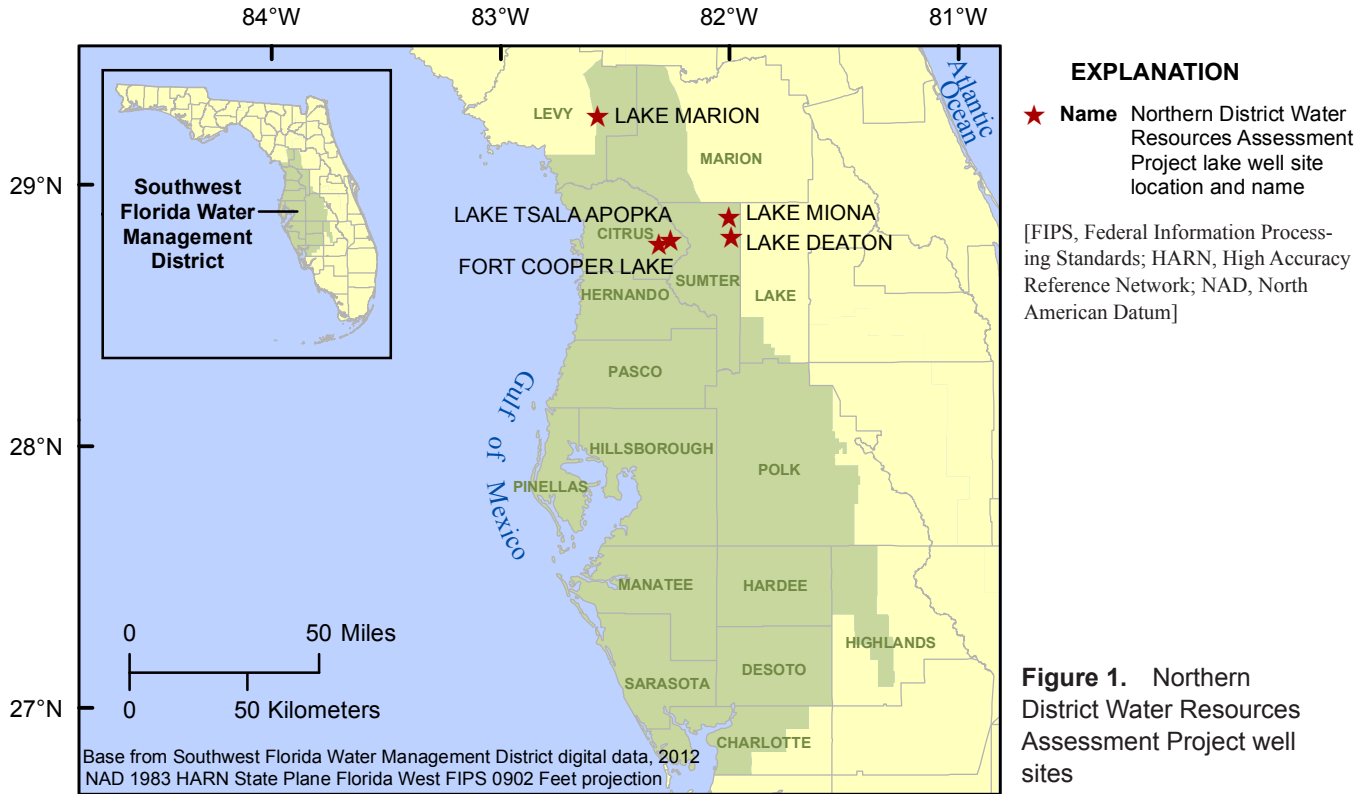 84°W
83°W
82°W
81°W
29°N
28°N
27°N
Southwest
Florida Water
Management
District
Atlantic
Ocean
LEVY
LAKE MARION
MARION
LAKE TSALA APOPKA
LAKE MIONA
CITRUS
LAKE DEATON
FORT COOPER LAKE
SUMTER
HERNANDO
LAKE
PASCO
Gulf of Mexico
HILLSBOROUGH
POLK
PINELLAS
MANATEE
HARDEE
HIGHLANDS
DESOTO
SARASOTA
CHARLOTTE
0 50 Miles
0 50 Kilometers
Base from Southwest Florida Water Management District digital data, 2012
NAD 1983 HARN State Plane Florida West FIPS 0902 Feet projection
EXPLANATION
Name Northern District Water
Resources Assessment
Project lake well site
location and name
[FIPS, Federal Information Process-
ing Standards; HARN, High Accuracy
Reference Network; NAD, North
American Datum]
Figure 1. Northern
District Water Resources
Assessment Project well
sites